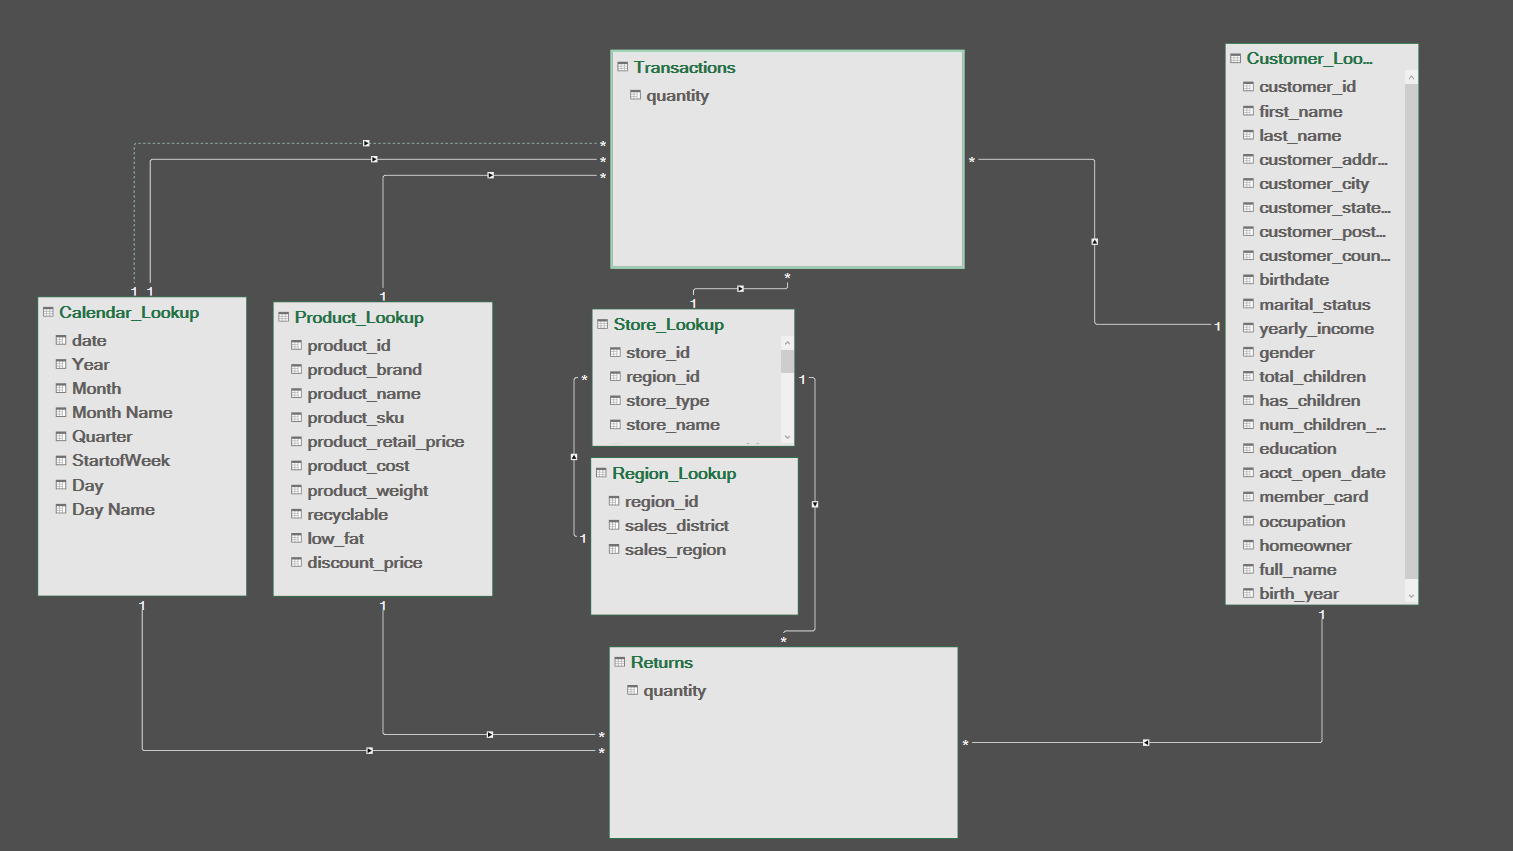 Transactions
quantity
Customer_Loo...
customer_id
first_name
last_name
customer_addr...
customer_city
customer_state...
customer_post...
customer_coun...
birthdate
marital_status
yearly_income
gender
total_children
has_children
num_children_...
education
acct_open_date
member_card
occupation
homeowner
full_name
birth_year
*
*
*
*
*
1
1 1
1
1
1
Calendar_Lookup
date
Year
Month
Month Name
Quarter
StartofWeek
Day
Day Name
Product_Lookup
product_id
product_brand
product_name
product_sku
product_retail_price
product_cost
product_weight
recyclable
low_fat
discount_price
Store_Lookup
store_id
region_id
store_type
store_name
*
1
1
Region_Lookup
region_id
sales_district
sales_region
1
1
1
*
Returns
quantity
*
*
*